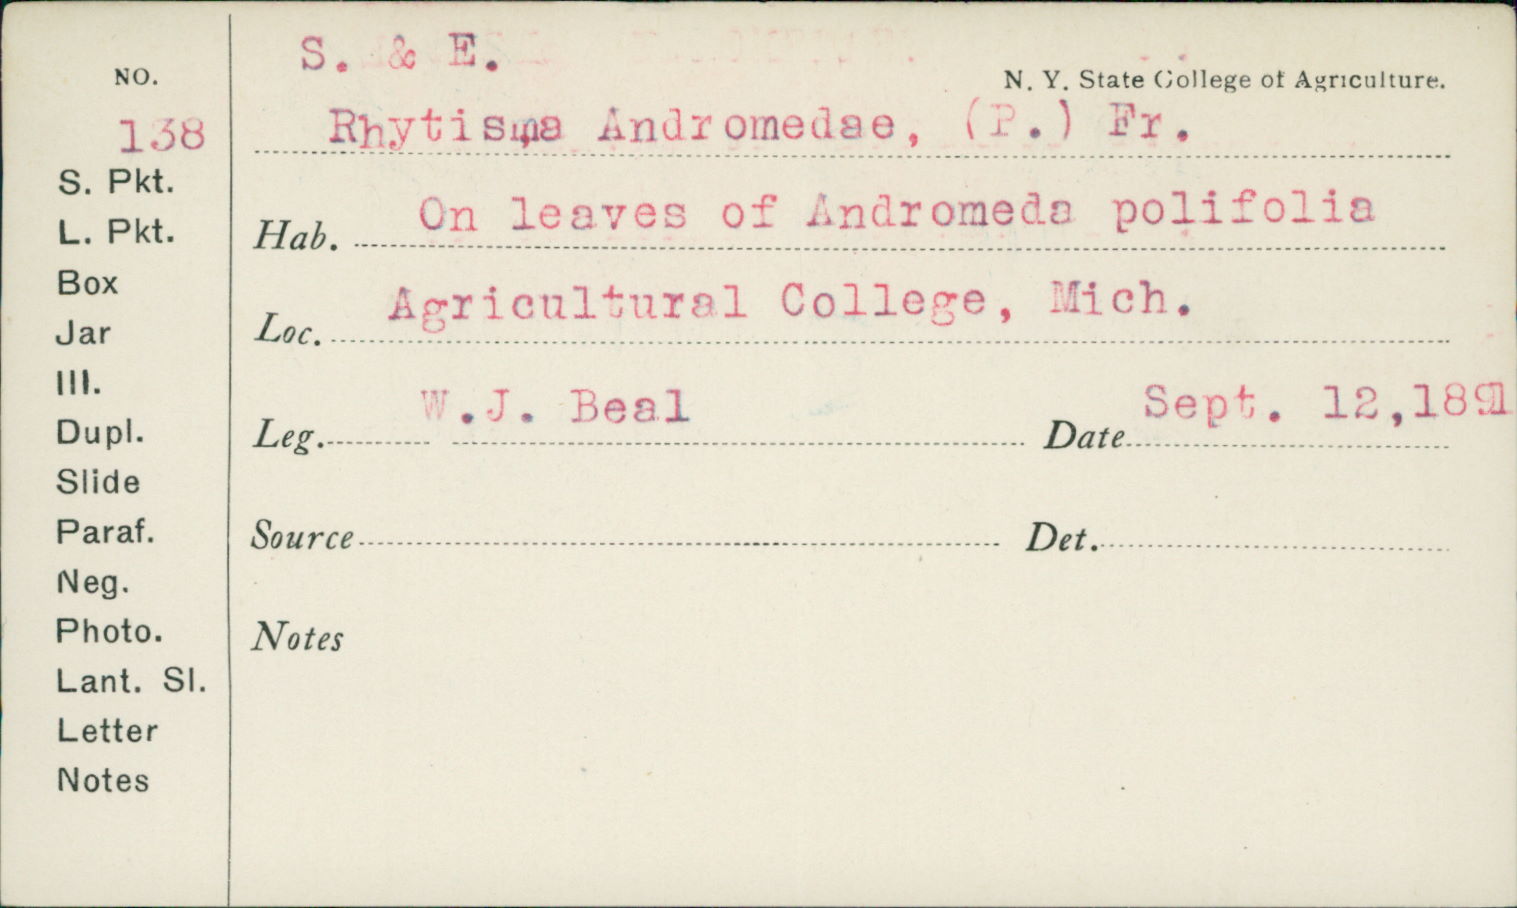 S. & E.
NO.
N. Y. State College of Agriculture.
138
Rhytisma Andromedae, (P.) Fr.
S. Pkt.
L. Pkt.
Hab. On leaves of Andromeda polifolia
Box
Jar
Loc. Agricultural College, Mich.
Ill.
Dupl.
Leg. W.J. Beal Date Sept. 12,1891
Slide
Paraf.
Source Det.
Neg.
Photo.
Notes
Lant. Sl.
Letter
Notes